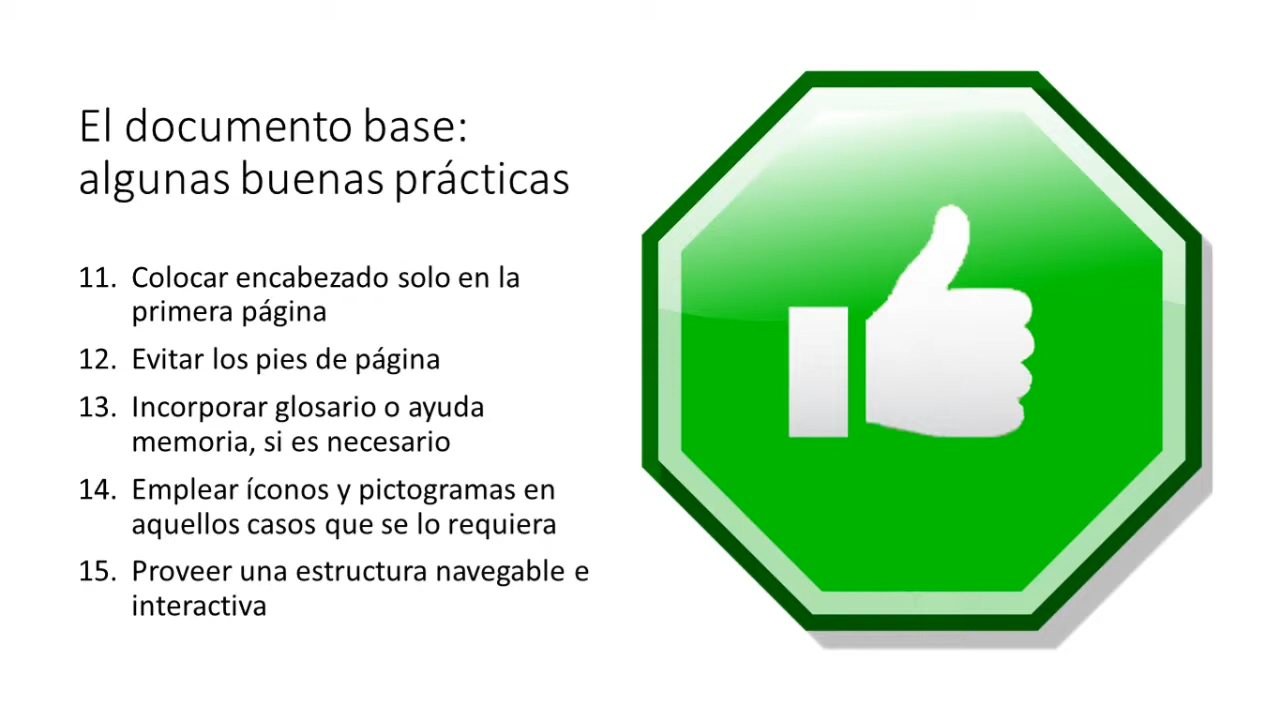 El documento base:
algunas buenas prácticas
11. Colocar encabezado solo en la
primera página
12. Evitar los pies de página
13. Incorporar glosario o ayuda
memoria, si es necesario
14. Emplear íconos y pictogramas en
aquellos casos que se lo requiera
15. Proveer una estructura navegable e
interactiva